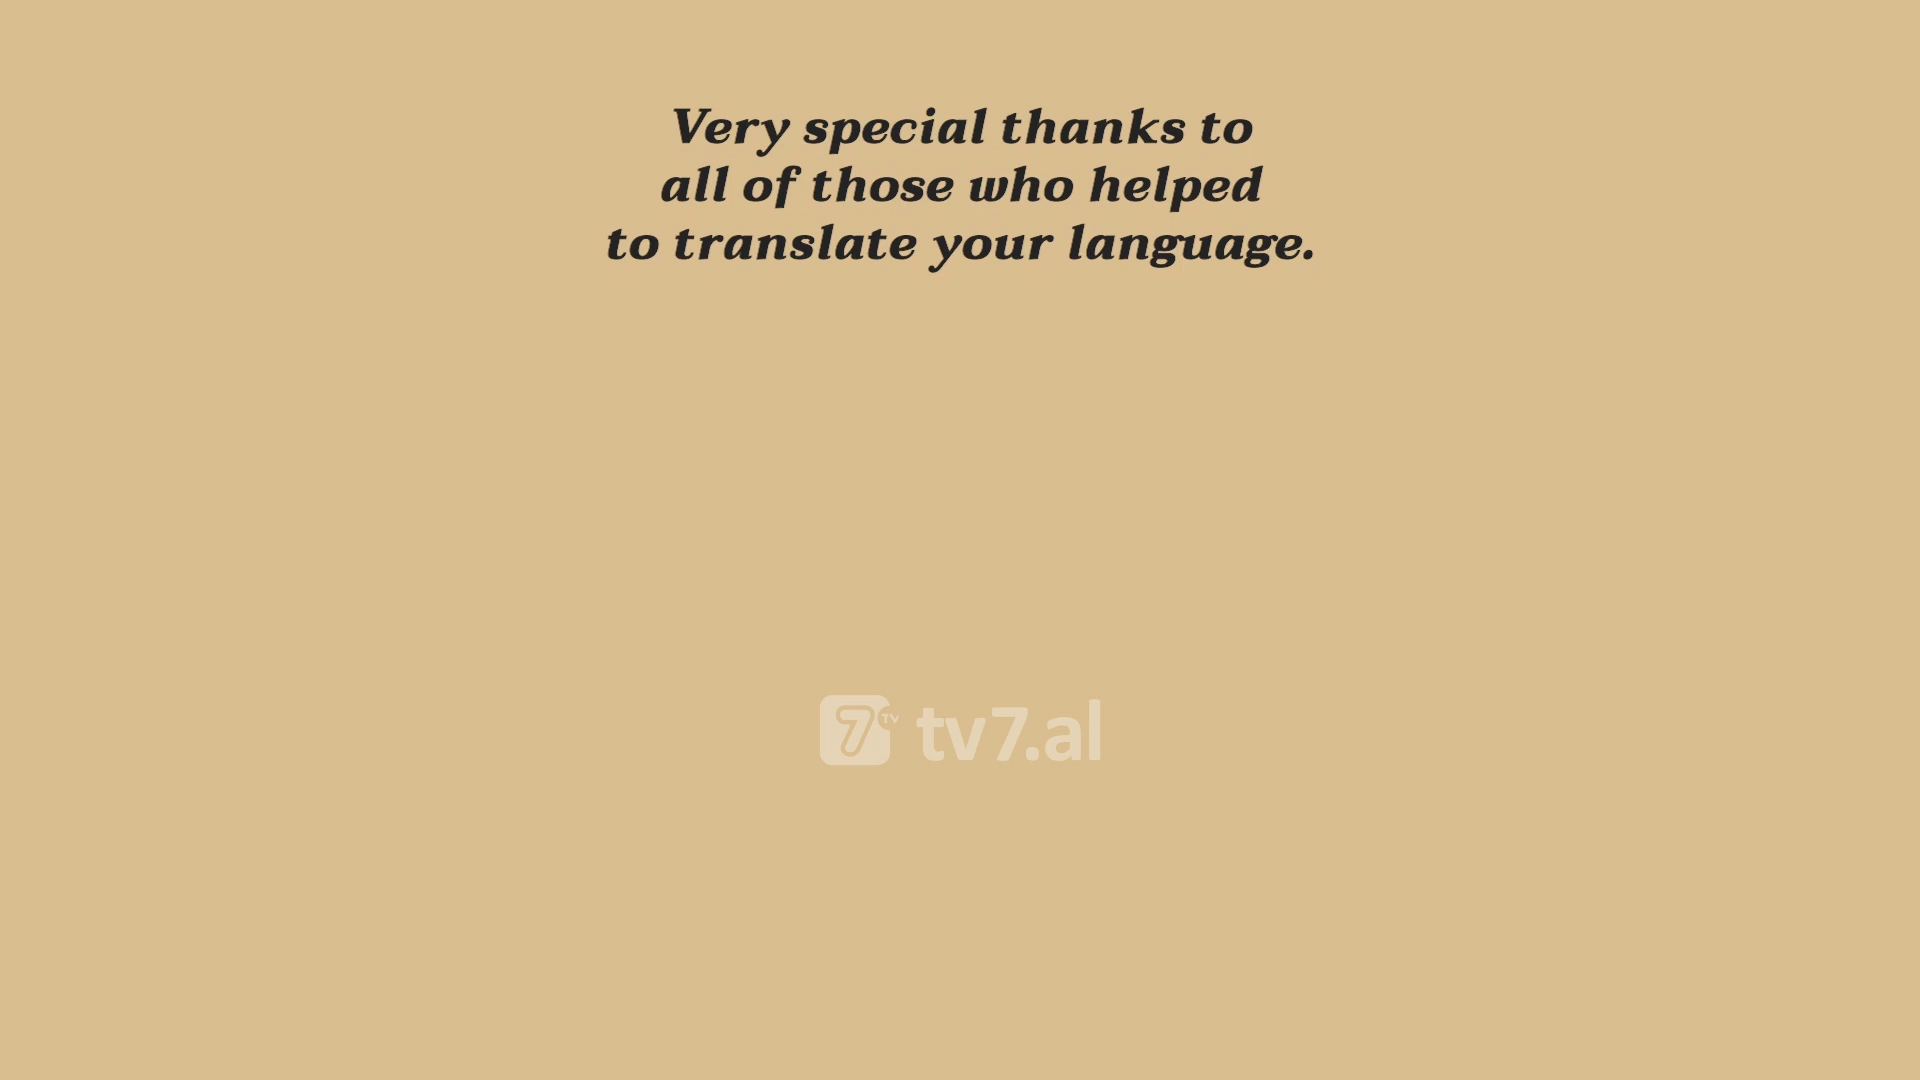 Very special thanks to
all of those who helped
to translate your language.
7 TV tv7.al